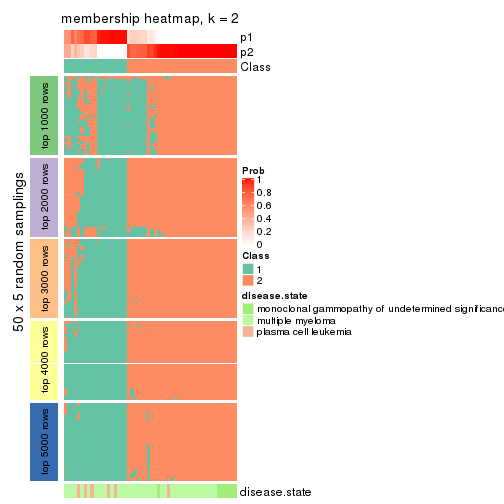 membership heatmap, k = 2
p1
p2
Class
50 x 5 random samplings
top 1000 rows
top 2000 rows
top 3000 rows
top 4000 rows
top 5000 rows
Prob
1
0.8
0.6
0.4
0.2
0
Class
1
2
disease.state
monoclonal gammopathy of undetermined significance
multiple myeloma
plasma cell leukemia
disease.state